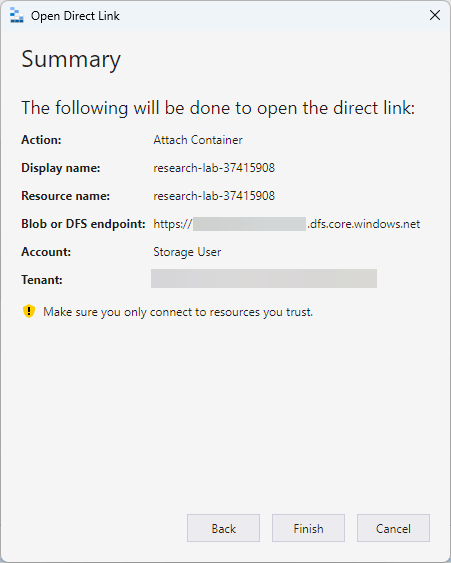 Open Direct Link
Summary
The following will be done to open the direct link:
Action: Attach Container
Display name: research-lab-37415908
Resource name: research-lab-37415908
Blob or DFS endpoint: https:// .dfs.core.windows.net
Account: Storage User
Tenant:
Make sure you only connect to resources you trust.
Back Finish Cancel